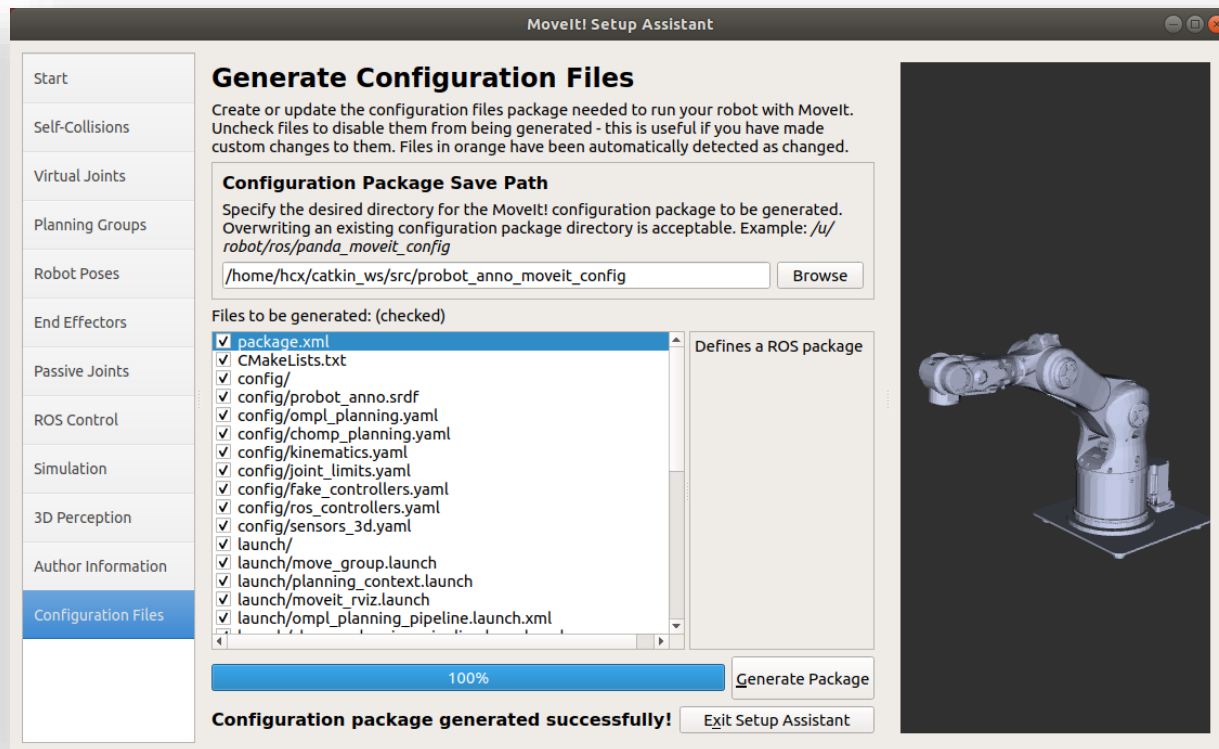 MoveIt! Setup Assistant
Start
Self-Collisions
Virtual Joints
Planning Groups
Robot Poses
End Effectors
Passive Joints
ROS Control
Simulation
3D Perception
Author Information
Configuration Files
Generate Configuration Files
Create or update the configuration files package needed to run your robot with MoveIt.
Uncheck files to disable them from being generated - this is useful if you have made
custom changes to them. Files in orange have been automatically detected as changed.
Configuration Package Save Path
Specify the desired directory for the MoveIt! configuration package to be generated.
Overwriting an existing configuration package directory is acceptable. Example: /u/
robot/ros/panda_moveit_config
/home/hcx/catkin_ws/src/probot_anno_moveit_config
Browse
Files to be generated: (checked)
package.xml
CMakeLists.txt
config/
config/probot_anno.srdf
config/ompl_planning.yaml
config/chomp_planning.yaml
config/kinematics.yaml
config/joint_limits.yaml
config/fake_controllers.yaml
config/ros_controllers.yaml
config/sensors_3d.yaml
launch/
launch/move_group.launch
launch/planning_context.launch
launch/moveit_rviz.launch
launch/ompl_planning_pipeline.launch.xml
Defines a ROS package
100%
Generate Package
Configuration package generated successfully!
Exit Setup Assistant